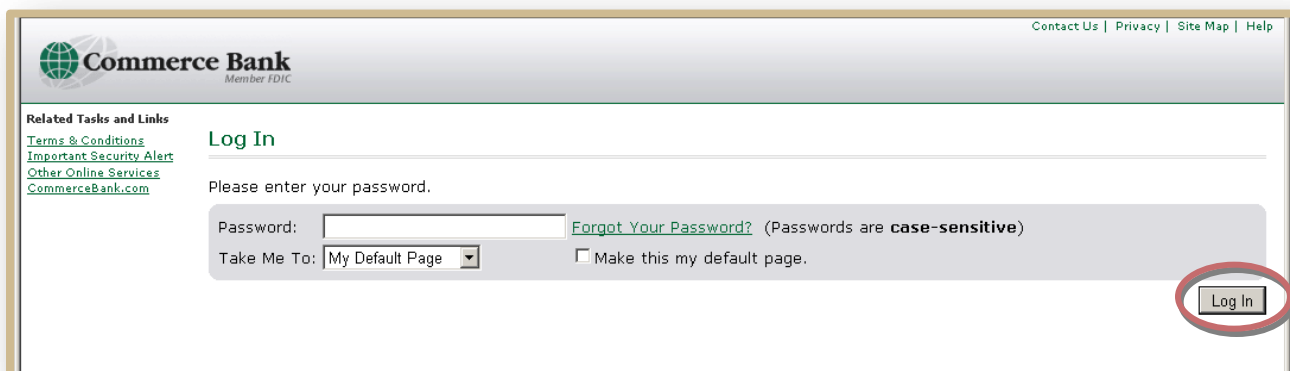 Contact Us | Privacy | Site Map | Help
Commerce Bank
Member FDIC
Related Tasks and Links
Terms & Conditions
Important Security Alert
Other Online Services
CommerceBank.com
Log In
Please enter your password.
Password: Forgot Your Password? (Passwords are case-sensitive)
Take Me To: My Default Page Make this my default page.
Log In